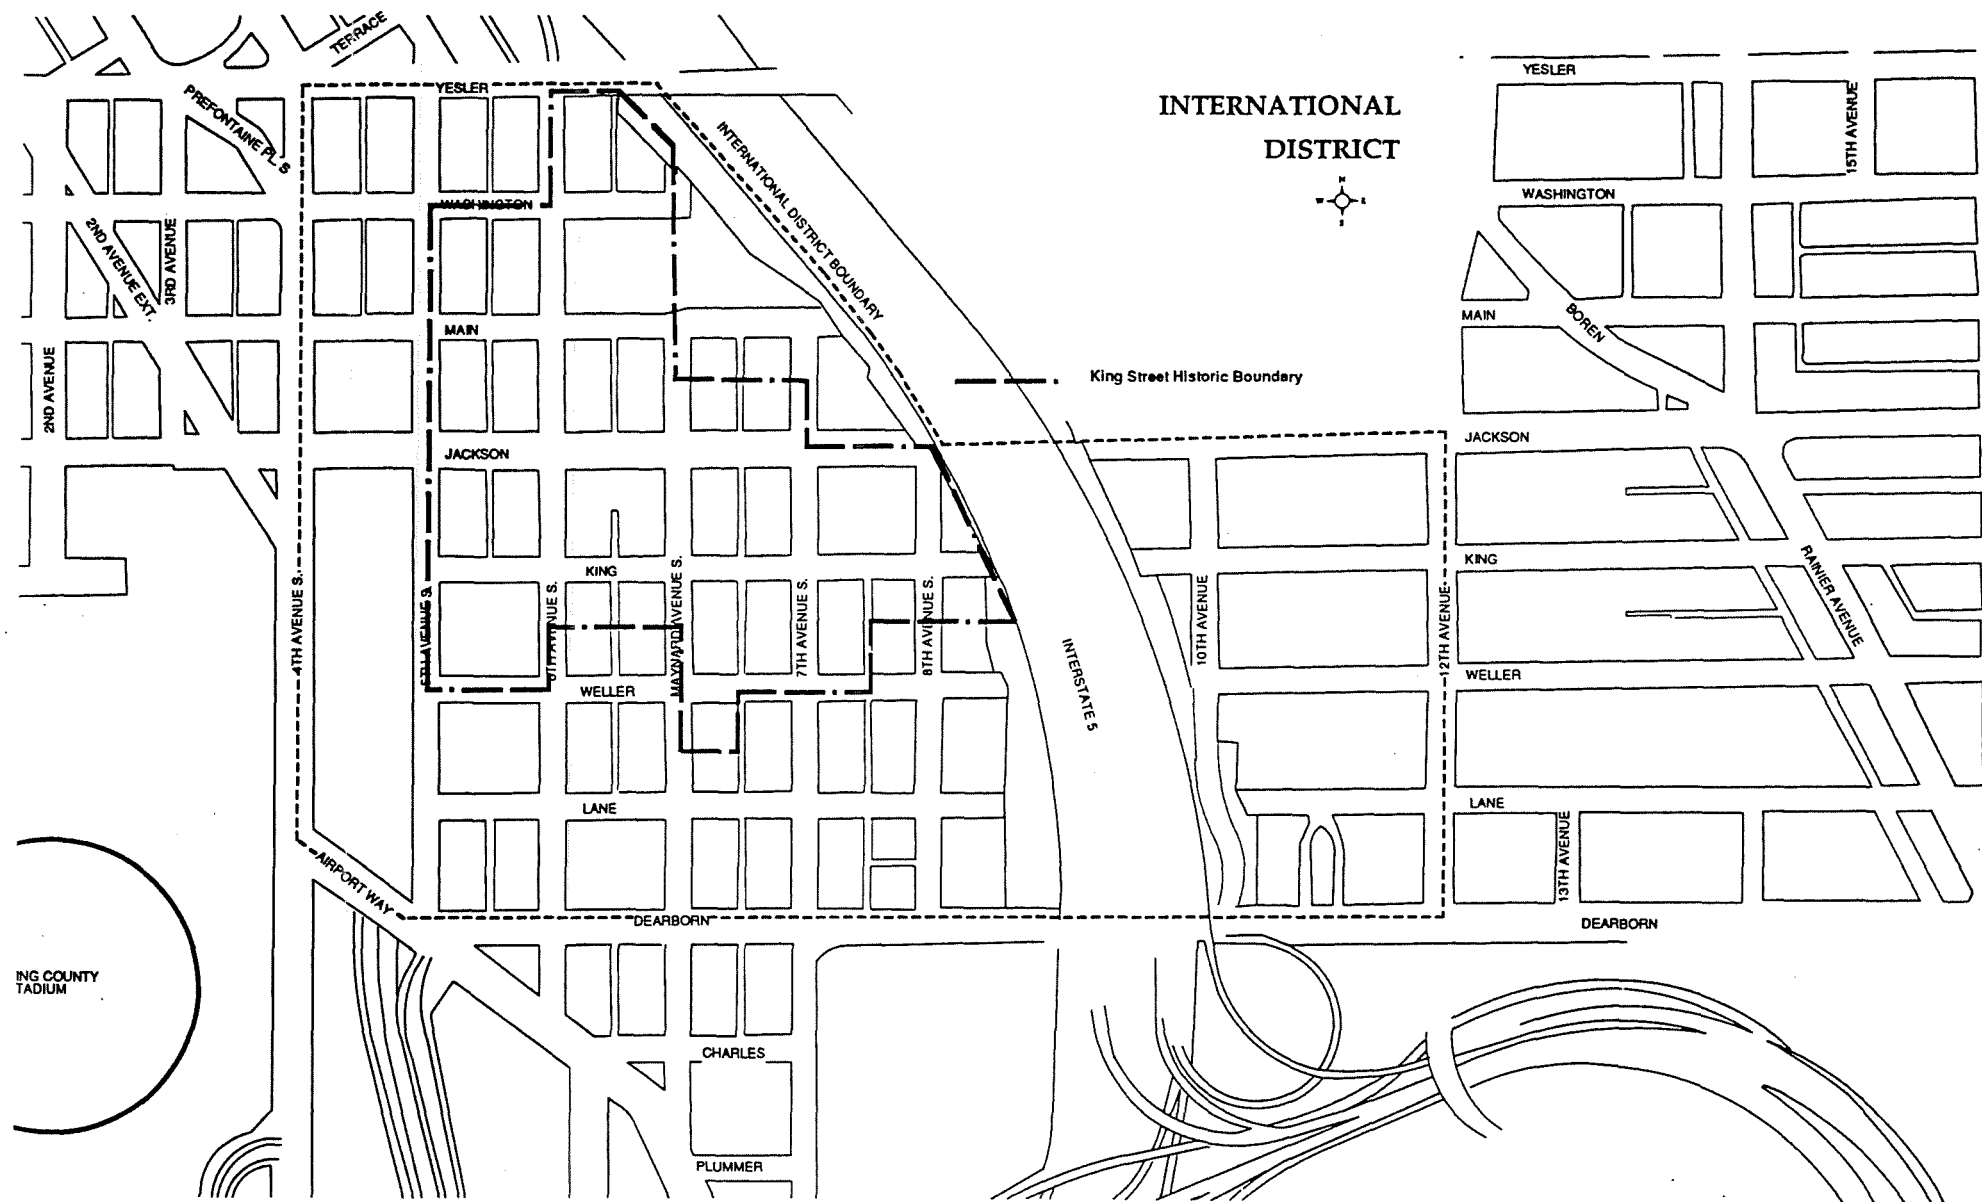 TERRACE
YESLER
YESLER
INTERNATIONAL
DISTRICT
N
W
E
S
PREFONTAINE PL. S
15TH AVENUE
INTERNATIONAL DISTRICT BOUNDARY
WASHINGTON
WASHINGTON
2ND AVENUE EXT.
3RD AVENUE
MAIN
MAIN
BOREN
2ND AVENUE
King Street Historic Boundary
JACKSON
JACKSON
KING
KING
4TH AVENUE S.
5TH AVENUE S.
6TH AVENUE S.
MAYNARD AVENUE S.
7TH AVENUE S.
8TH AVENUE S.
10TH AVENUE
12TH AVENUE
RAINIER AVENUE
INTERSTATE 5
WELLER
WELLER
LANE
LANE
13TH AVENUE
AIRPORT WAY
DEARBORN
DEARBORN
ING COUNTY
TADIUM
CHARLES
PLUMMER